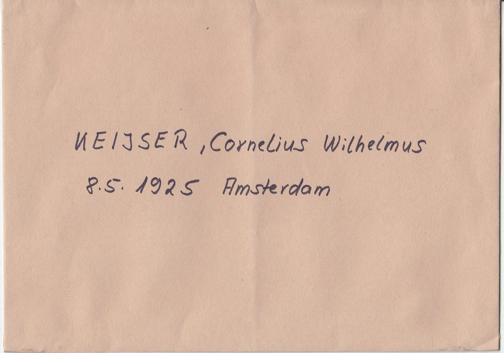 KEIJSER, Cornelius Wilhelmus
8.5. 1925 Amsterdam